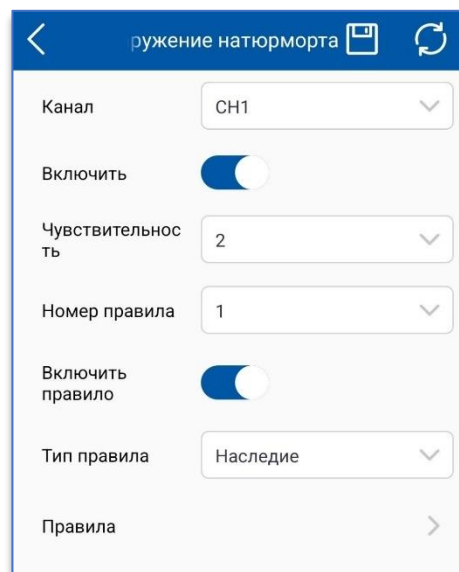 ружение натюрморта
Канал
CH1
Включить
Чувствительнос
ть
2
Номер правила
1
Включить
правило
Тип правила
Наследие
Правила